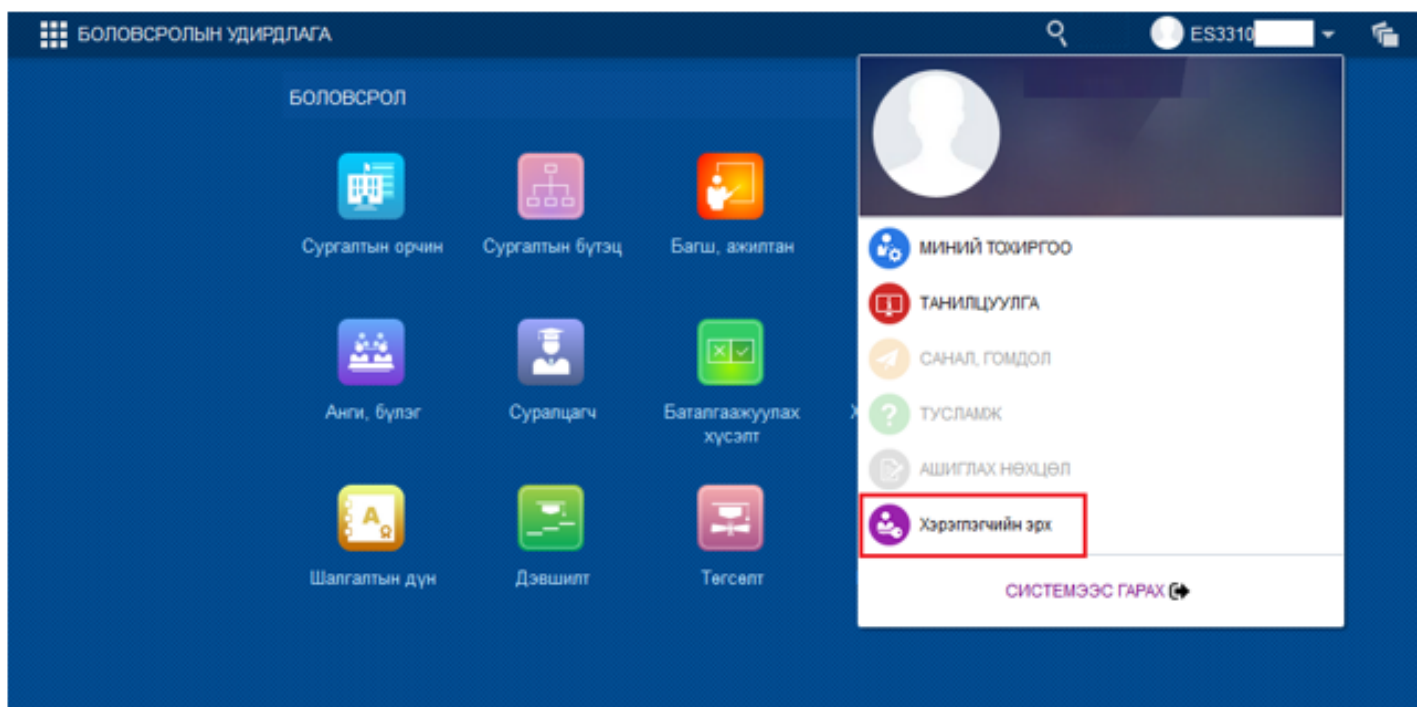 БОЛОВСРОЛЫН УДИРДЛАГА
ES3310
БОЛОВСРОЛ
Сургалтын орчин
Сургалтын бүтэц
Багш, ажилтан
Анги, бүлэг
Суралцагч
Баталгаажуулах
хүсэлт
Шалгалтын дүн
Дэвшилт
Төгсөлт
МИНИЙ ТОХИРГОО
ТАНИЛЦУУЛГА
САНАЛ, ГОМДОЛ
ТУСЛАМЖ
АШИГЛАХ НӨХЦӨЛ
Хэрэглэгчийн эрх
СИСТЕМЭЭС ГАРАХ